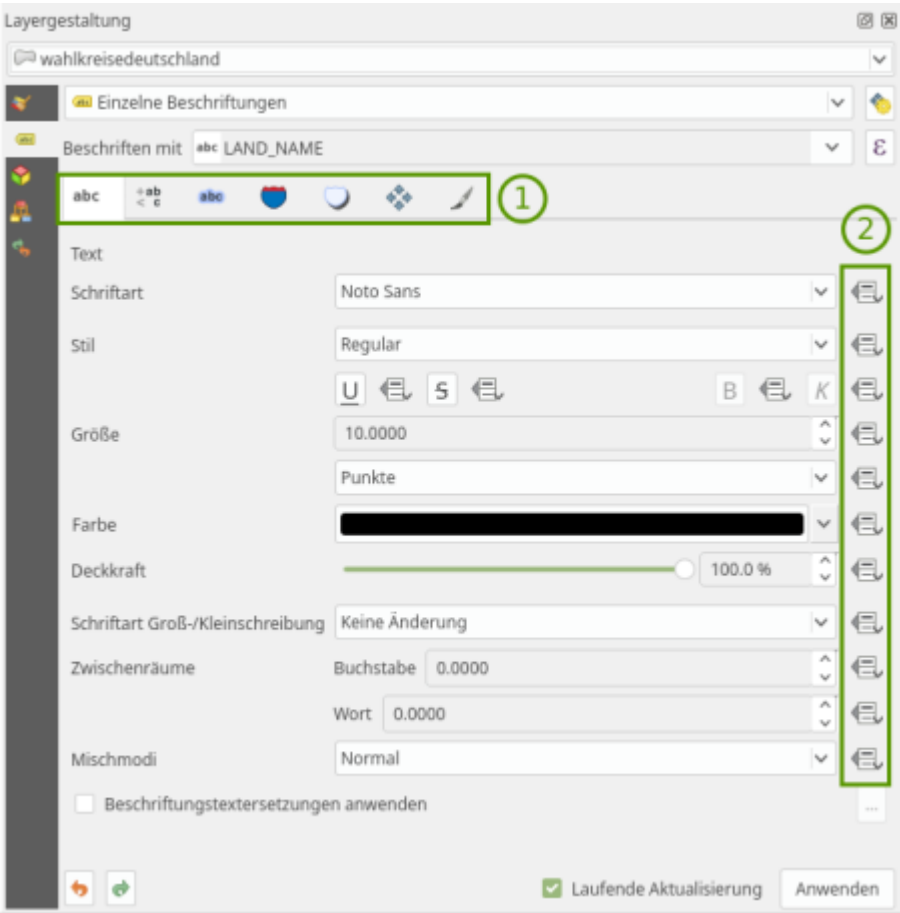 Layergestaltung
wahlkreisedeutschland
abc Einzelne Beschriftungen
Beschriften mit abc LAND_NAME ε
abc +ab < c abc 1
2
Text
Schriftart Noto Sans
Stil Regular
U S B K
Größe 10.0000
Punkte
Farbe
Deckkraft 100.0 %
Schriftart Groß-/Kleinschreibung Keine Änderung
Zwischenräume Buchstabe 0.0000
Wort 0.0000
Mischmodi Normal
Beschriftungstextersetzungen anwenden ...
Laufende Aktualisierung Anwenden